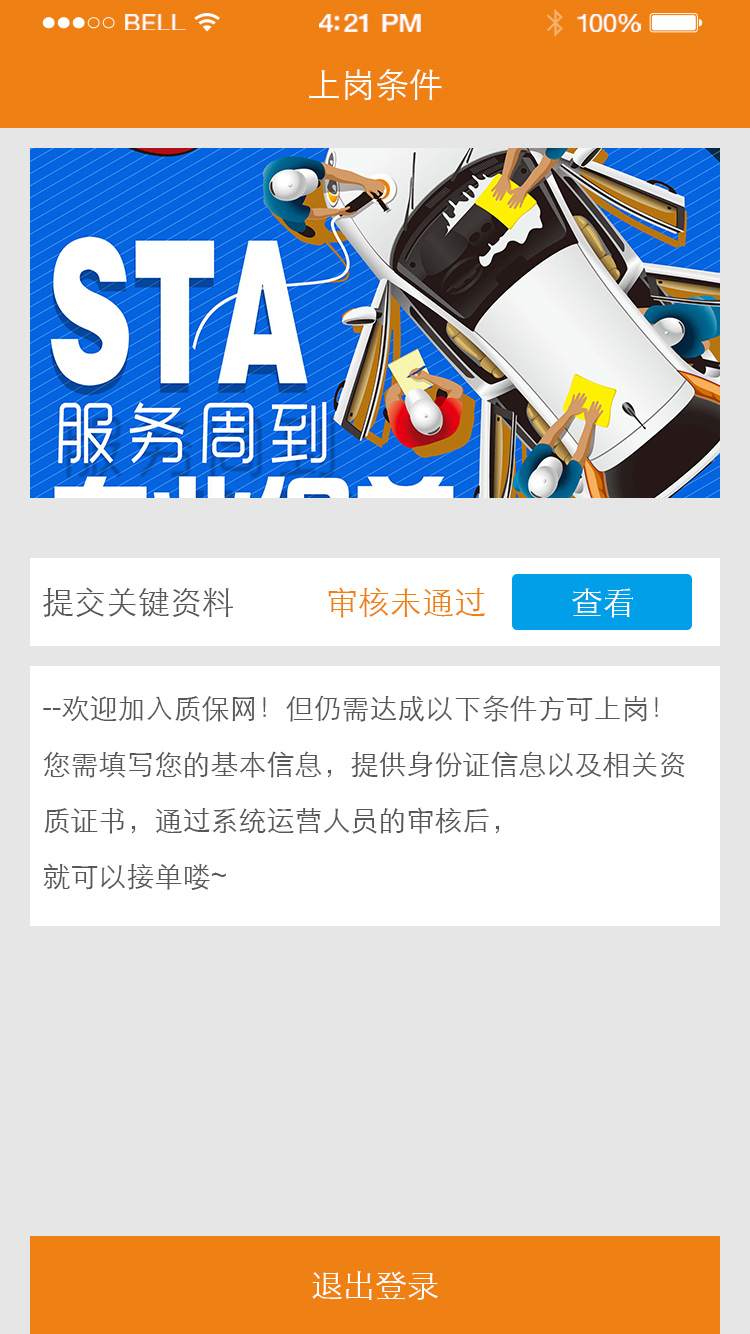 BELL
4:21 PM
100%
上岗条件
STA
服务周到
提交关键资料
审核未通过
查看
--欢迎加入质保网！但仍需达成以下条件方可上岗！
您需填写您的基本信息，提供身份证信息以及相关资
质证书，通过系统运营人员的审核后，
就可以接单喽~
退出登录